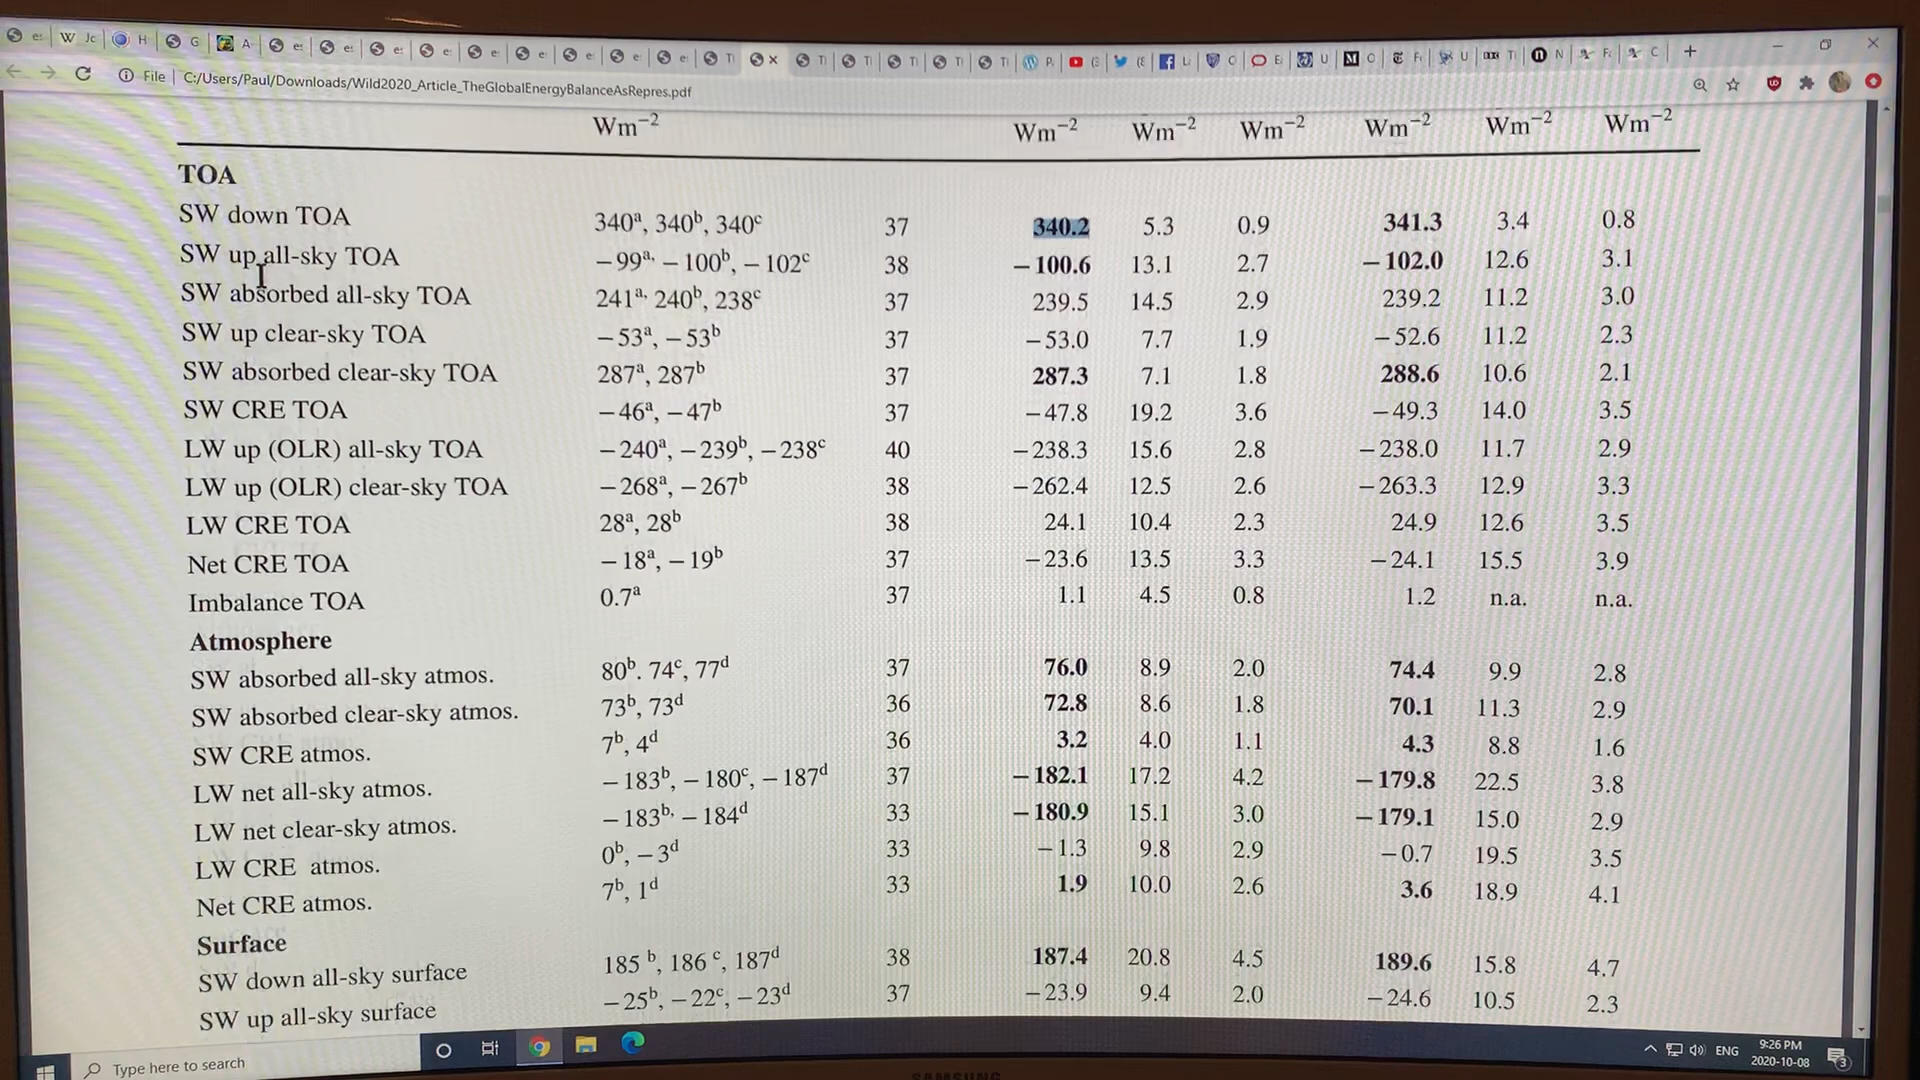 File | C:/Users/Paul/Downloads/Wild2020_Article_TheGlobalEnergyBalanceAsRepres.pdf
Wm−2 Wm−2 Wm−2 Wm−2 Wm−2 Wm−2 Wm−2
TOA
SW down TOA 340a, 340b, 340c 37 340.2 5.3 0.9 341.3 3.4 0.8
SW up all-sky TOA −99a, −100b, −102c 38 −100.6 13.1 2.7 −102.0 12.6 3.1
SW absorbed all-sky TOA 241a, 240b, 238c 37 239.5 14.5 2.9 239.2 11.2 3.0
SW up clear-sky TOA −53a, −53b 37 −53.0 7.7 1.9 −52.6 11.2 2.3
SW absorbed clear-sky TOA 287a, 287b 37 287.3 7.1 1.8 288.6 10.6 2.1
SW CRE TOA −46a, −47b 37 −47.8 19.2 3.6 −49.3 14.0 3.5
LW up (OLR) all-sky TOA −240a, −239b, −238c 40 −238.3 15.6 2.8 −238.0 11.7 2.9
LW up (OLR) clear-sky TOA −268a, −267b 38 −262.4 12.5 2.6 −263.3 12.9 3.3
LW CRE TOA 28a, 28b 38 24.1 10.4 2.3 24.9 12.6 3.5
Net CRE TOA −18a, −19b 37 −23.6 13.5 3.3 −24.1 15.5 3.9
Imbalance TOA 0.7a 37 1.1 4.5 0.8 1.2 n.a. n.a.
Atmosphere
SW absorbed all-sky atmos. 80b. 74c, 77d 37 76.0 8.9 2.0 74.4 9.9 2.8
SW absorbed clear-sky atmos. 73b, 73d 36 72.8 8.6 1.8 70.1 11.3 2.9
SW CRE atmos. 7b, 4d 36 3.2 4.0 1.1 4.3 8.8 1.6
LW net all-sky atmos. −183b, −180c, −187d 37 −182.1 17.2 4.2 −179.8 22.5 3.8
LW net clear-sky atmos. −183b, −184d 33 −180.9 15.1 3.0 −179.1 15.0 2.9
LW CRE atmos. 0b, −3d 33 −1.3 9.8 2.9 −0.7 19.5 3.5
Net CRE atmos. 7b, 1d 33 1.9 10.0 2.6 3.6 18.9 4.1
Surface
SW down all-sky surface 185 b, 186 c, 187d 38 187.4 20.8 4.5 189.6 15.8 4.7
SW up all-sky surface −25b, −22c, −23d 37 −23.9 9.4 2.0 −24.6 10.5 2.3
Type here to search
ENG
9:26 PM
2020-10-08
3
SAMSUNG